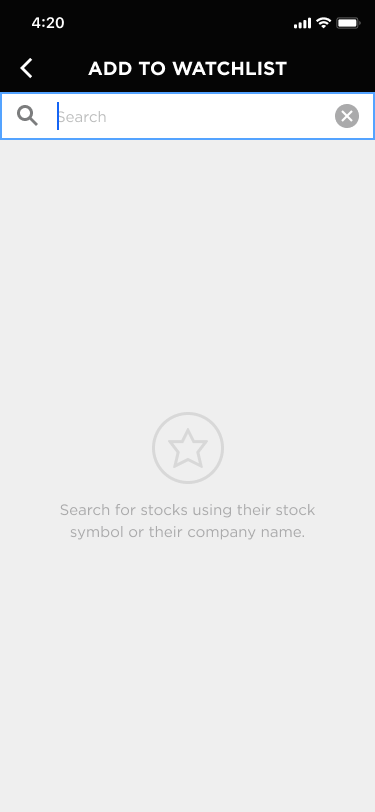 4:20
ADD TO WATCHLIST
Search
Search for stocks using their stock
symbol or their company name.